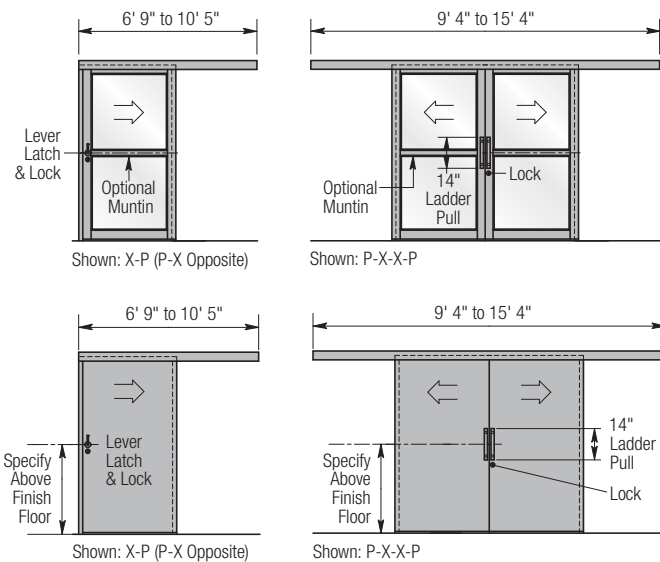 6' 9" to 10' 5"
Lever
Latch
& Lock
Optional
Muntin
Shown: X-P (P-X Opposite)
9' 4" to 15' 4"
Optional
Muntin
14"
Ladder
Pull
Lock
Shown: P-X-X-P
6' 9" to 10' 5"
Lever
Latch
& Lock
Specify
Above
Finish
Floor
Shown: X-P (P-X Opposite)
9' 4" to 15' 4"
Specify
Above
Finish
Floor
14"
Ladder
Pull
Lock
Shown: P-X-X-P